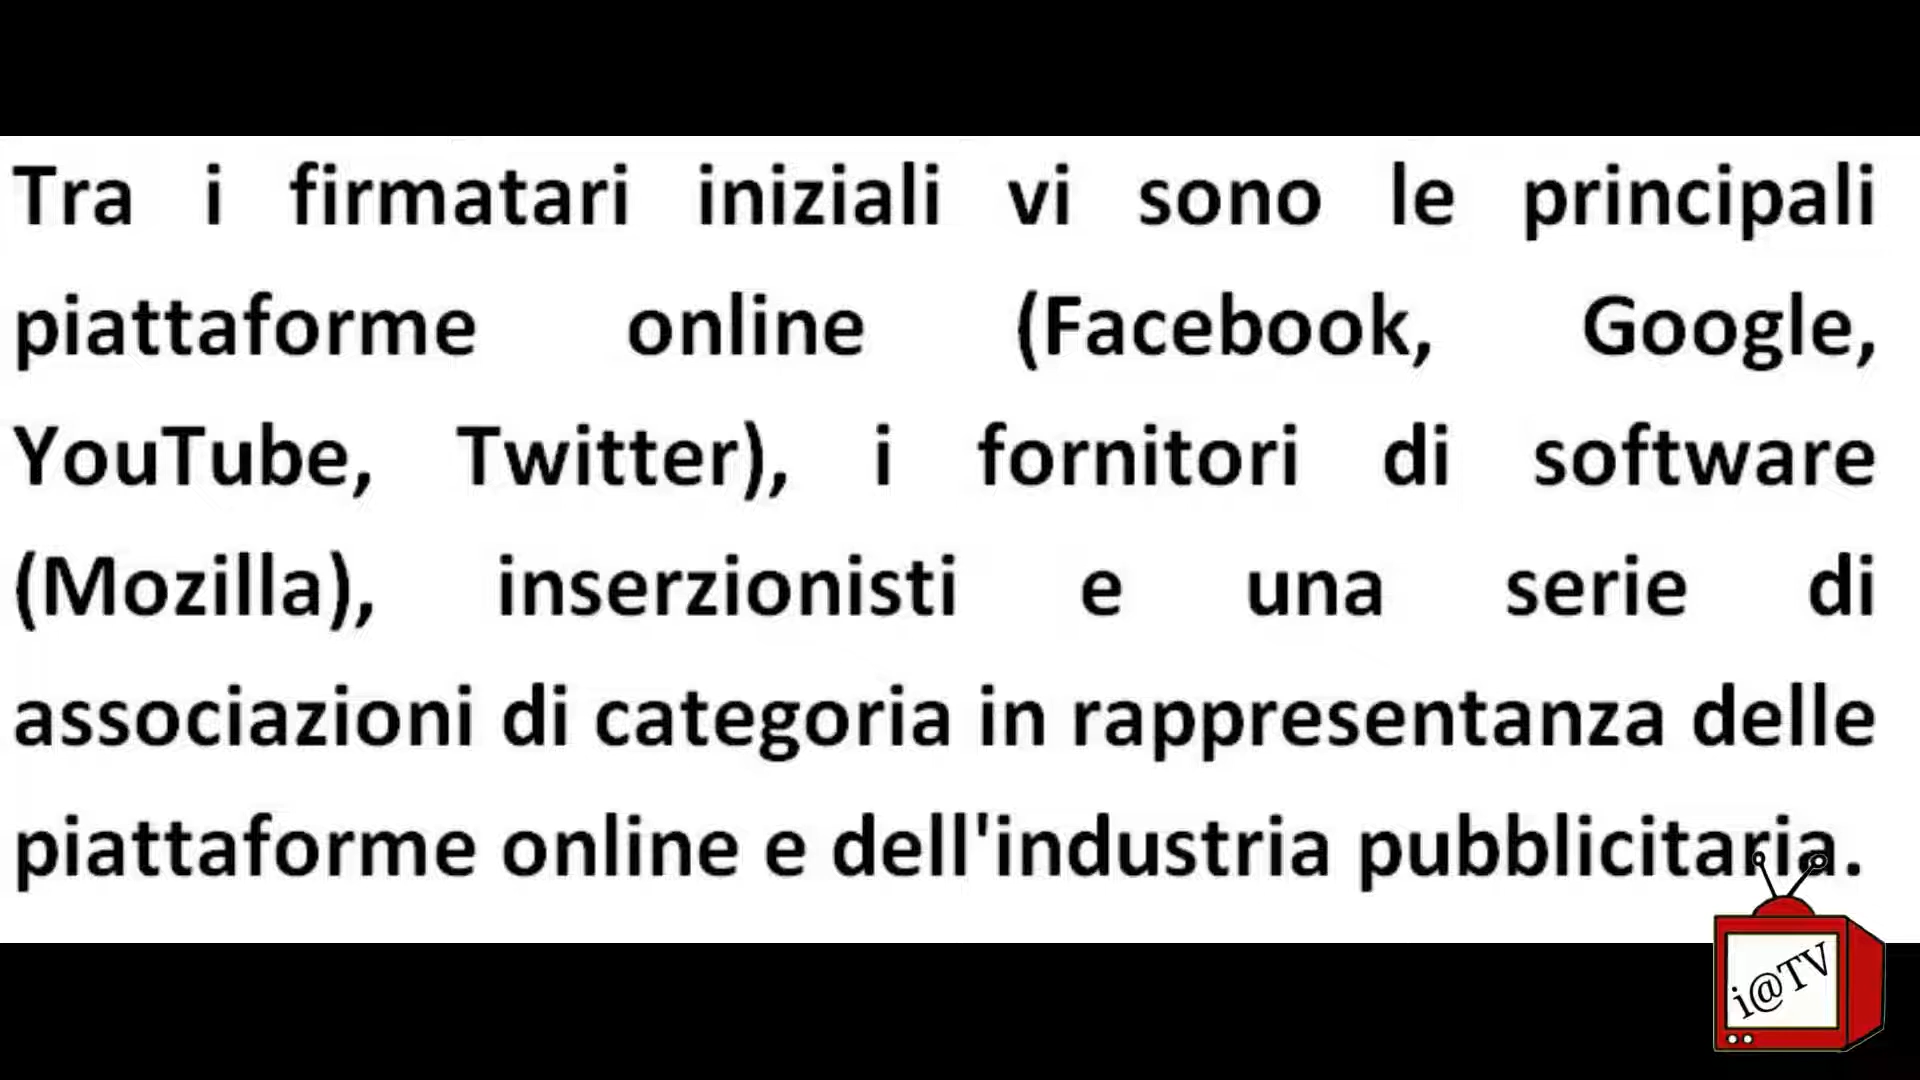 Tra i firmatari iniziali vi sono le principali
piattaforme online (Facebook, Google,
YouTube, Twitter), i fornitori di software
(Mozilla), inserzionisti e una serie di
associazioni di categoria in rappresentanza delle
piattaforme online e dell'industria pubblicitaria.
i@TV